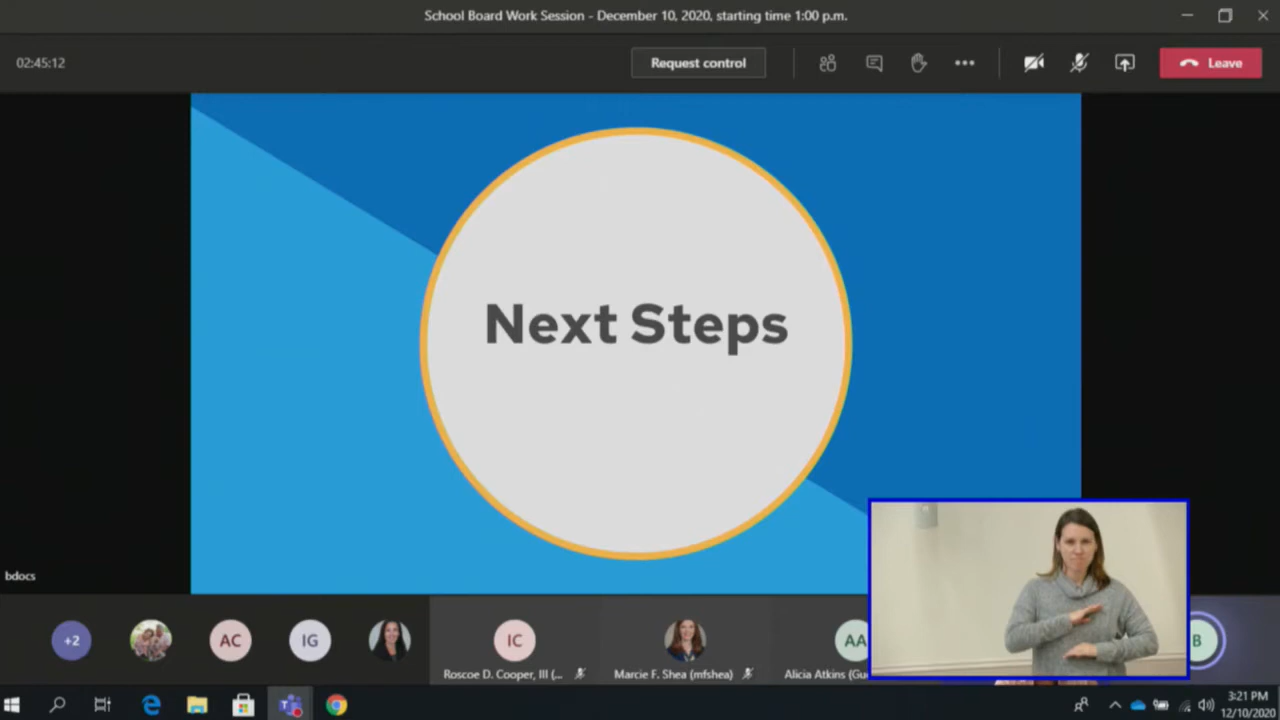 School Board Work Session - December 10, 2020, starting time 1:00 p.m.
02:45:12
Request control
Leave
Next Steps
bdocs
+2
AC
IG
IC
AA
B
Roscoe D. Cooper, III (...
Marcie F. Shea (mfshea)
Alicia Atkins (Gu
3:21 PM
12/10/2020